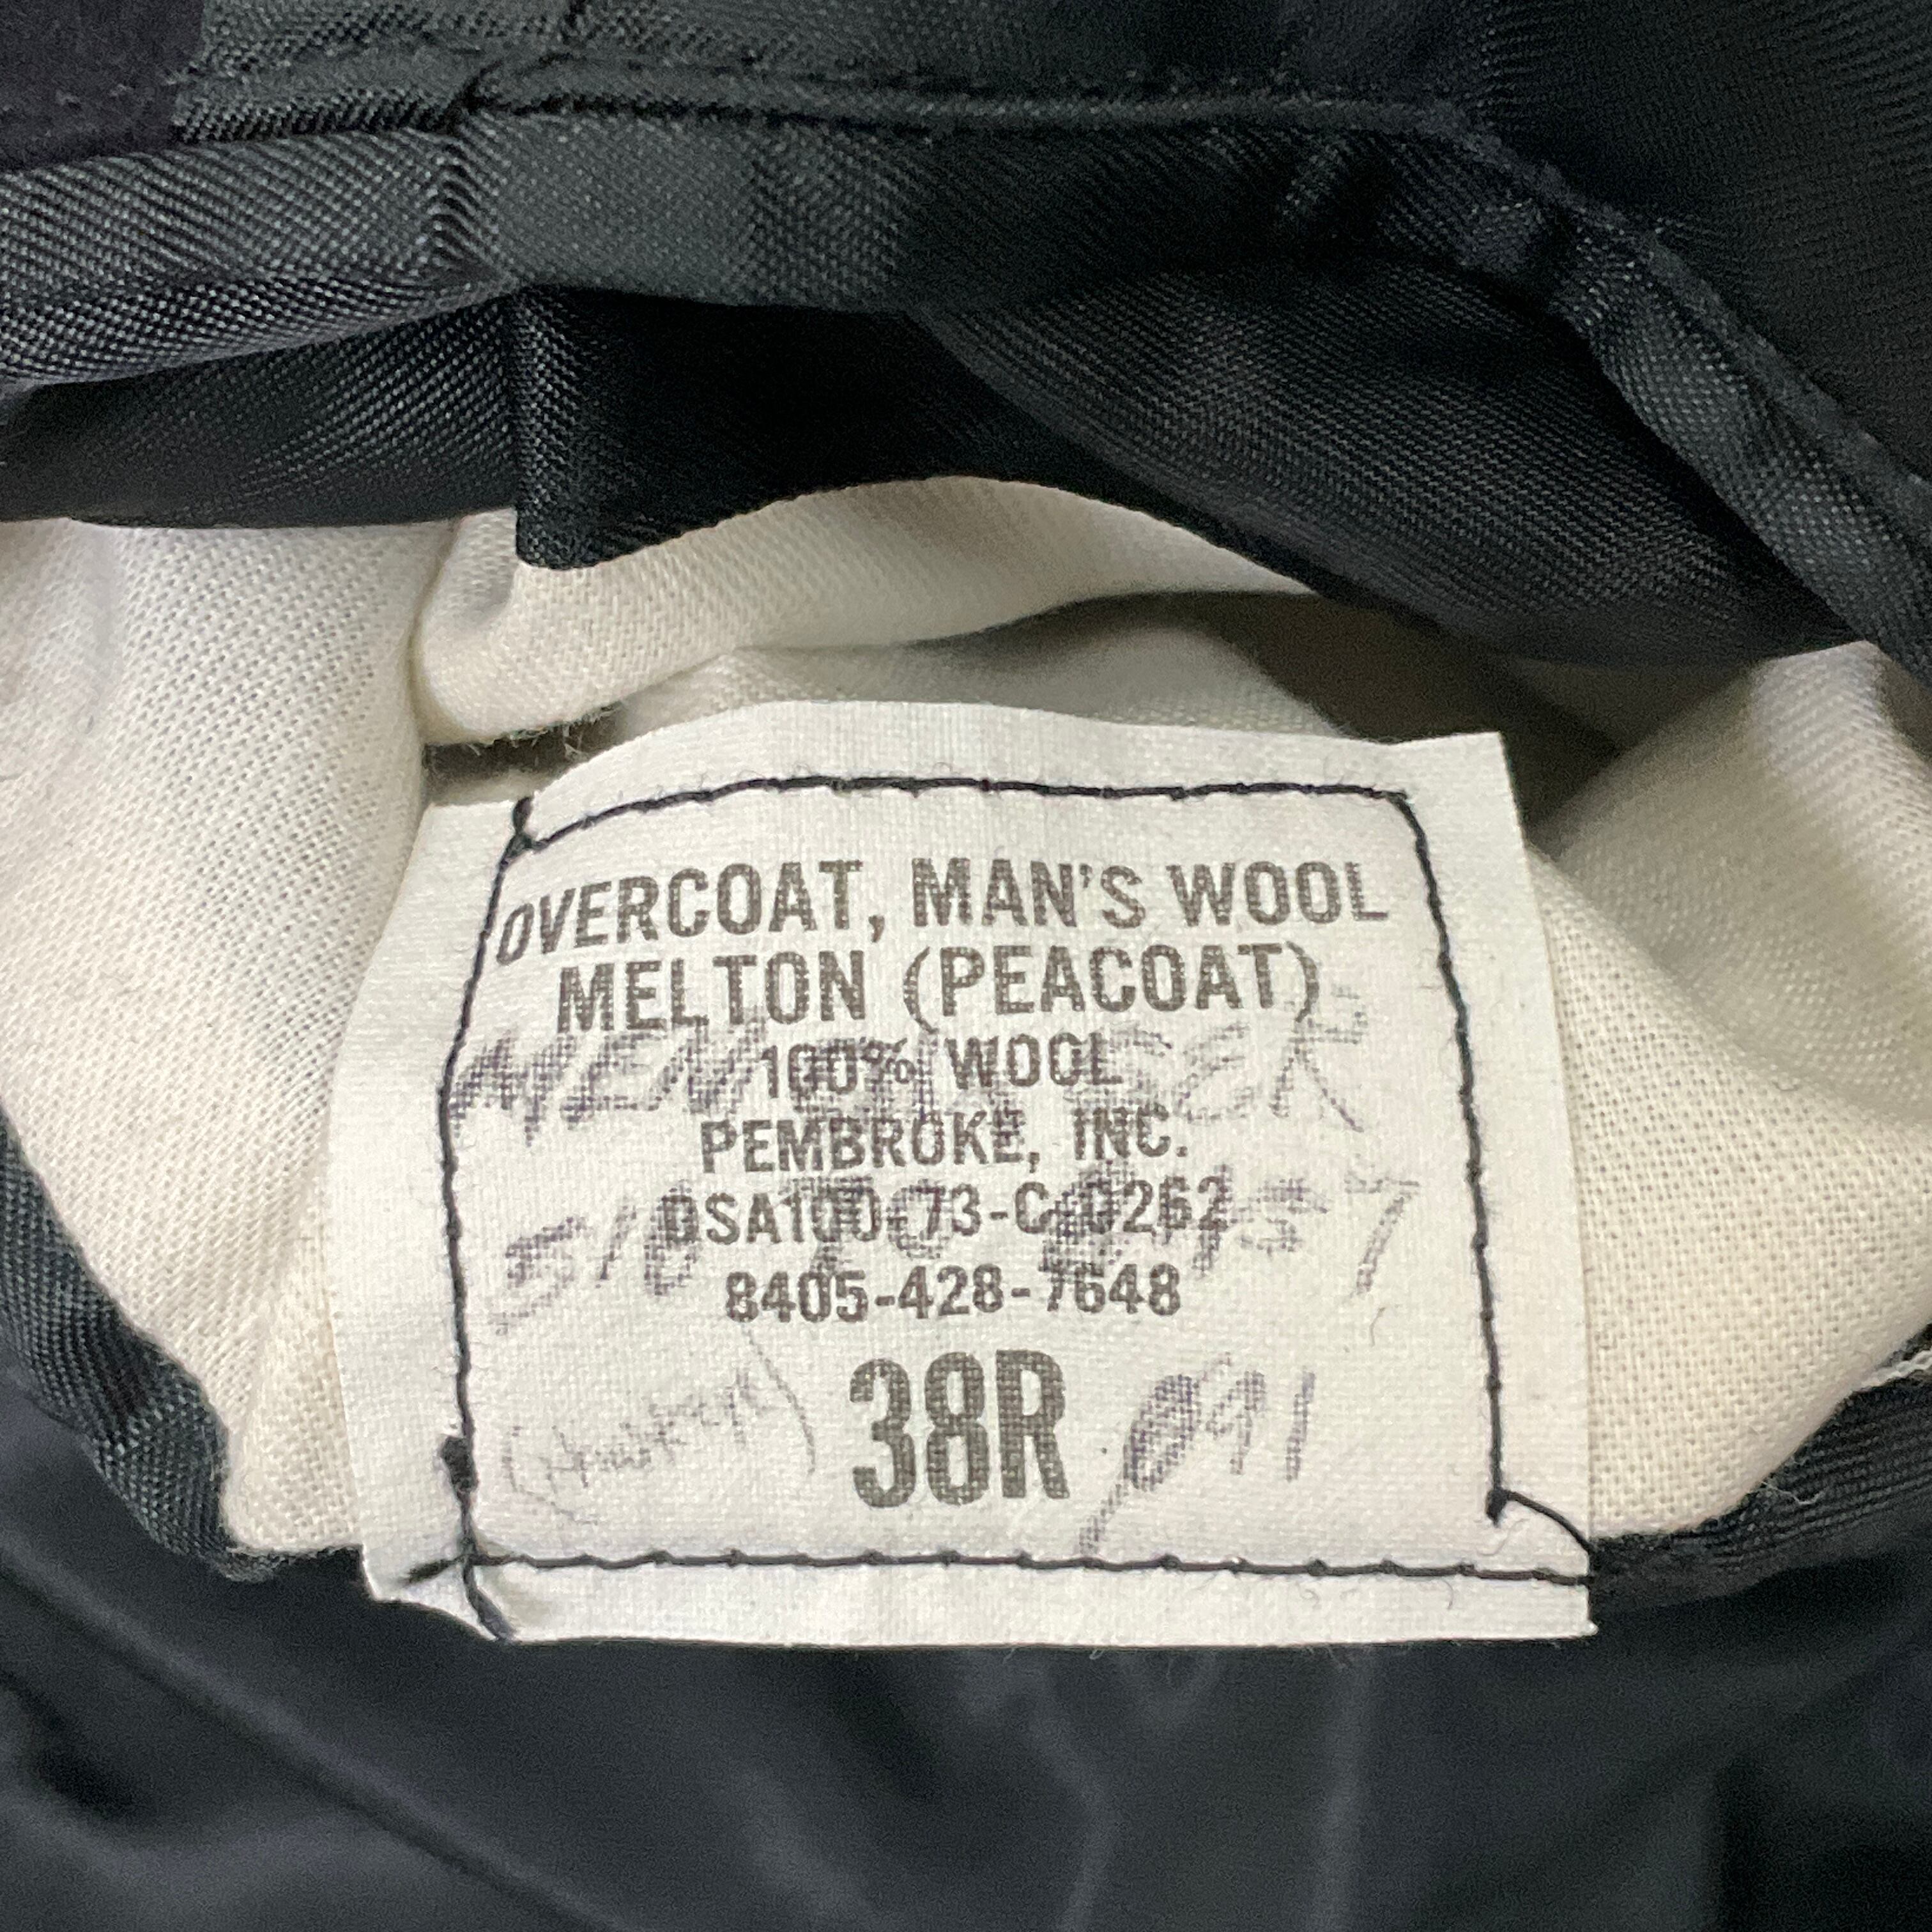 OVERCOAT, MAN'S WOOL
MELTON (PEACOAT)
100% WOOL
PEMBROKE, INC.
DSA100-73-C-0262
8405-428-7648
38R